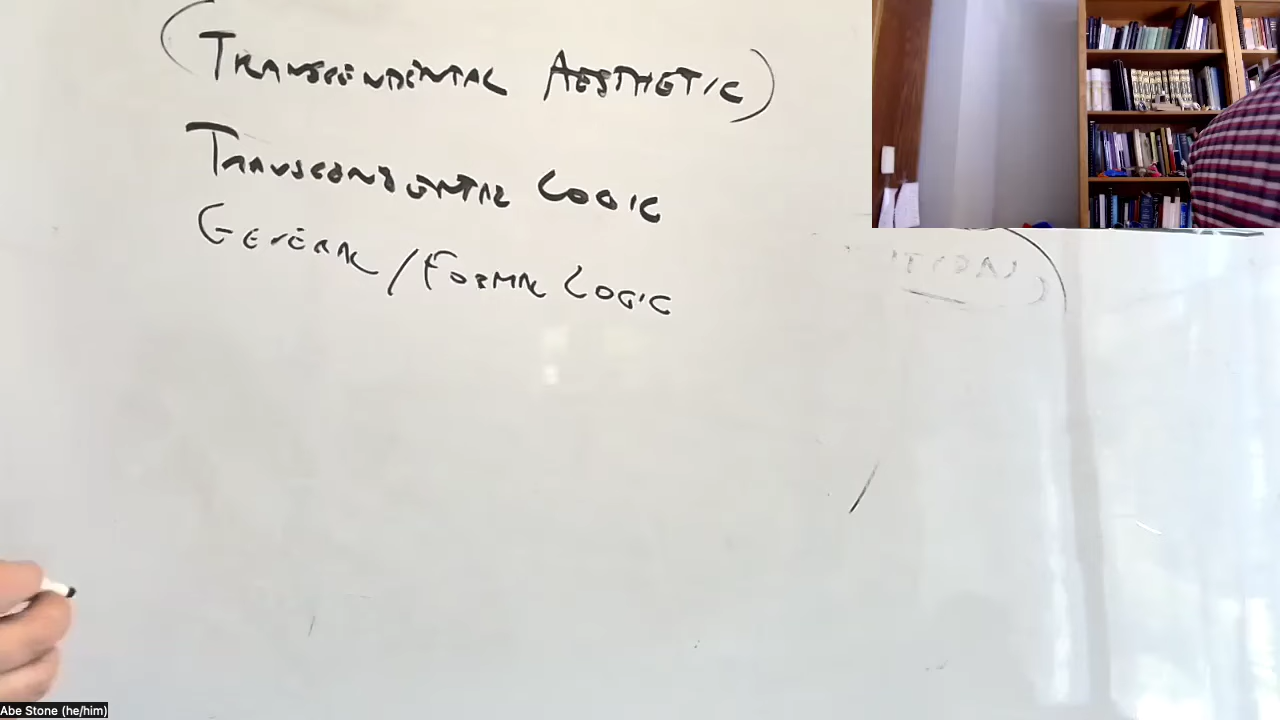 (TRANSCENDENTAL AESTHETIC)
TRANSCENDENTAL LOGIC
GENERAL/FORMAL LOGIC
Abe Stone (he/him)